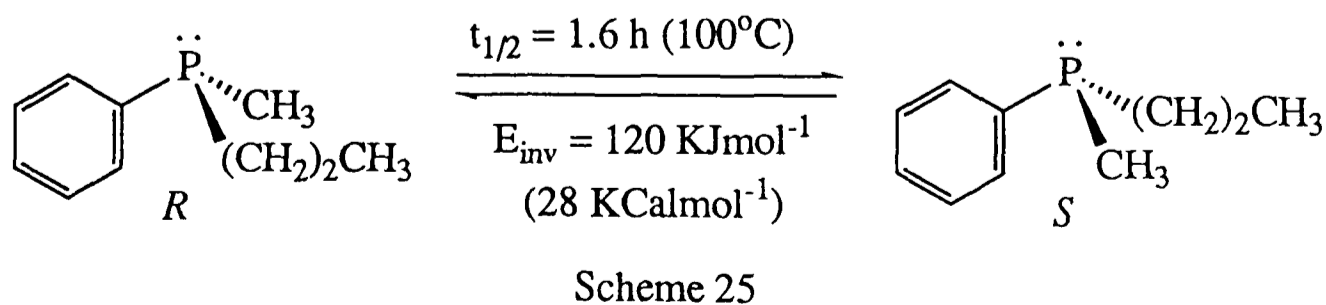 t1/2 = 1.6 h (100°C)
P̈
CH3
(CH2)2CH3
R
Einv = 120 KJmol-1
(28 KCalmol-1)
P̈
(CH2)2CH3
CH3
S
Scheme 25